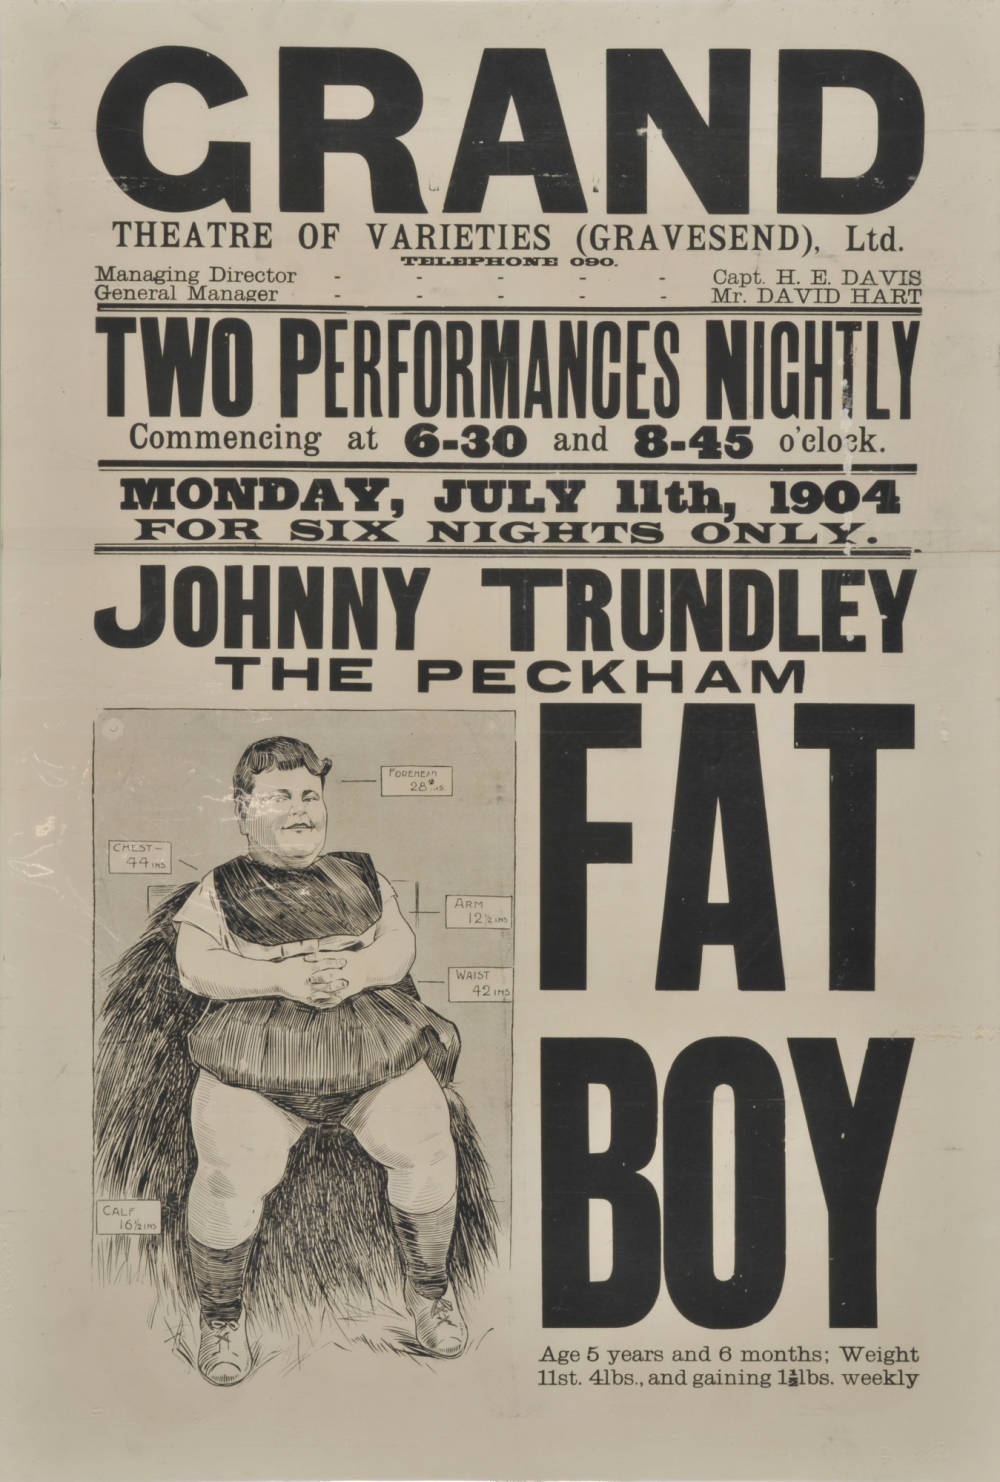 GRAND
THEATRE OF VARIETIES (GRAVESEND), Ltd.
TELEPHONE 090.
Managing Director - - - - - Capt. H. E. DAVIS
General Manager - - - - - Mr. DAVID HART
TWO PERFORMANCES NIGHTLY
Commencing at 6-30 and 8-45 o'clock.
MONDAY, JULY 11th, 1904
FOR SIX NIGHTS ONLY.
JOHNNY TRUNDLEY
THE PECKHAM
FAT
BOY
FOREHEAD
28 INS
CHEST-
44 INS
ARM
12½ INS
WAIST
42 INS
CALF
16½ INS
Age 5 years and 6 months; Weight
11st. 4lbs., and gaining 1½lbs. weekly